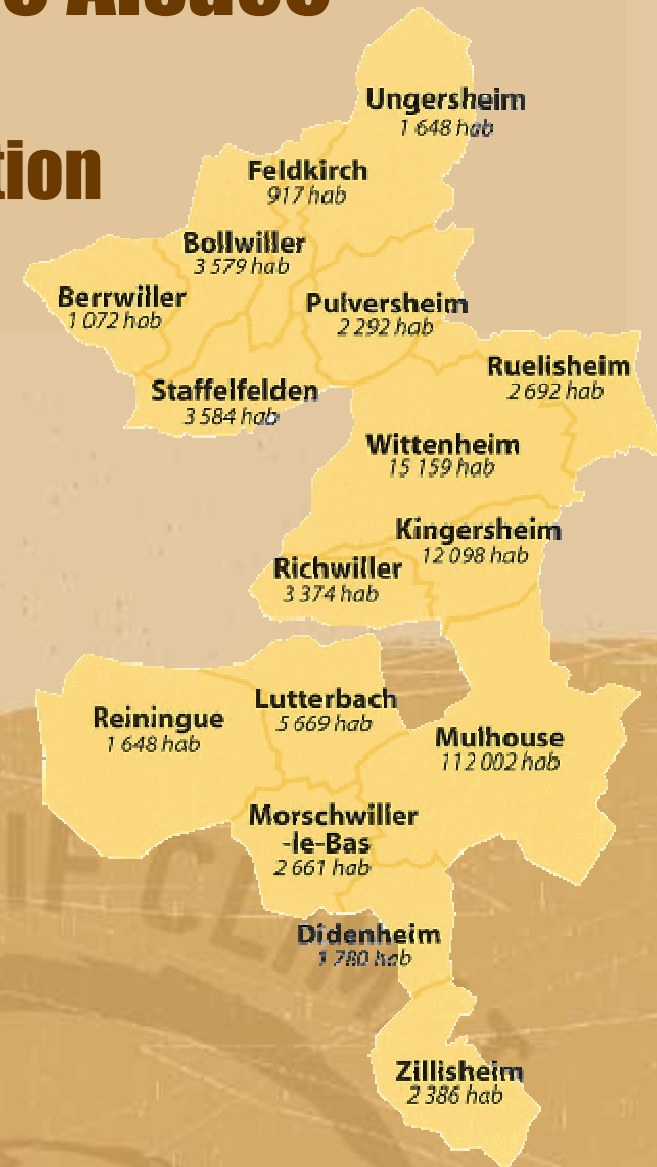 Ungersheim
1 648 hab
Feldkirch
917 hab
Bollwiller
3 579 hab
Berrwiller
1 072 hab
Pulversheim
2 292 hab
Ruelisheim
2 692 hab
Staffelfelden
3 584 hab
Wittenheim
15 159 hab
Kingersheim
12 098 hab
Richwiller
3 374 hab
Lutterbach
5 669 hab
Reiningue
1 648 hab
Mulhouse
112 002 hab
Morschwiller
-le-Bas
2 661 hab
Didenheim
1 780 hab
Zillisheim
2 386 hab